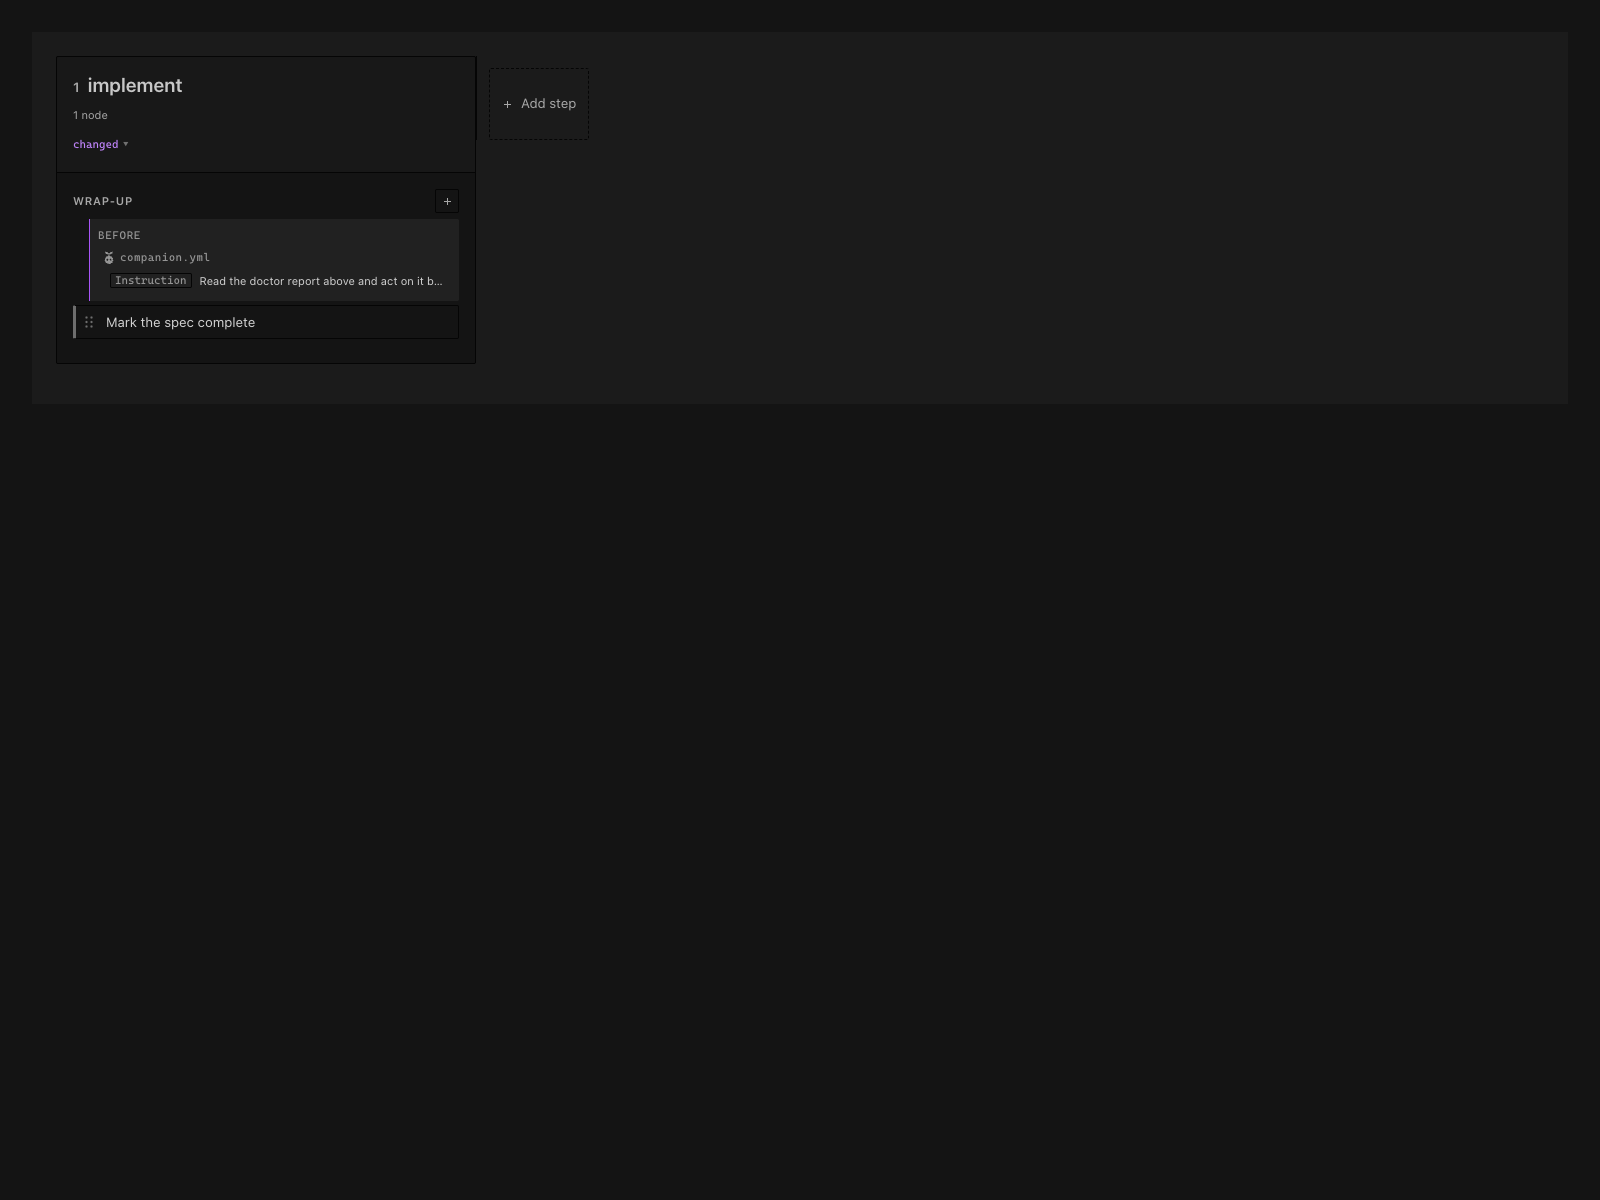 1 implement
1 node
changed
+ Add step
WRAP-UP
+
BEFORE
companion.yml
Instruction Read the doctor report above and act on it b...
Mark the spec complete